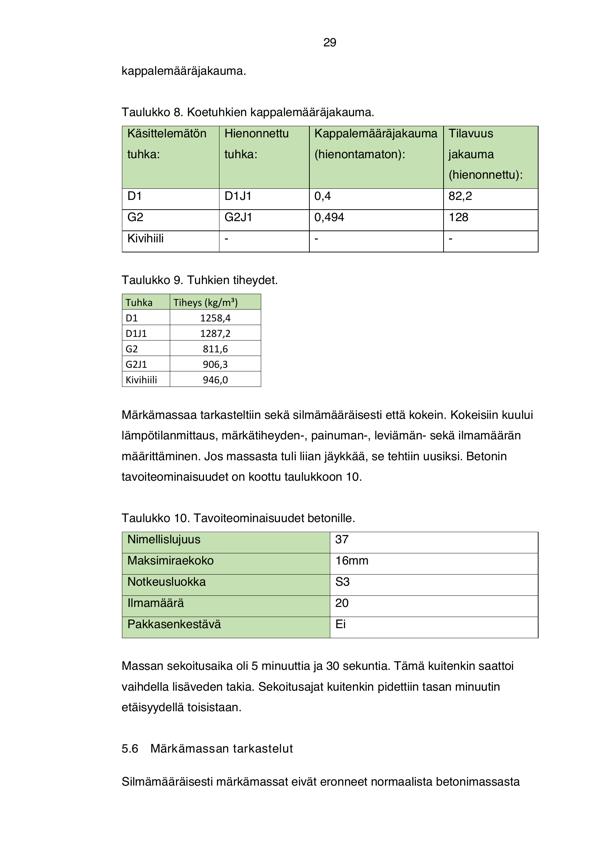 29
kappalemääräjakauma.
Taulukko 8. Koetuhkien kappalemääräjakauma.
Käsittelemätön tuhka: Hienonnettu tuhka: Kappalemääräjakauma (hienontamaton): Tilavuus jakauma (hienonnettu):
D1 D1J1 0,4 82,2
G2 G2J1 0,494 128
Kivihiili - - -
Taulukko 9. Tuhkien tiheydet.
Tuhka Tiheys (kg/m³)
D1 1258,4
D1J1 1287,2
G2 811,6
G2J1 906,3
Kivihiili 946,0
Märkämassaa tarkasteltiin sekä silmämääräisesti että kokein. Kokeisiin kuului
lämpötilanmittaus, märkätiheyden-, painuman-, leviämän- sekä ilmamäärän
määrittäminen. Jos massasta tuli liian jäykkää, se tehtiin uusiksi. Betonin
tavoiteominaisuudet on koottu taulukkoon 10.
Taulukko 10. Tavoiteominaisuudet betonille.
Nimellislujuus 37
Maksimiraekoko 16mm
Notkeusluokka S3
Ilmamäärä 20
Pakkasenkestävä Ei
Massan sekoitusaika oli 5 minuuttia ja 30 sekuntia. Tämä kuitenkin saattoi
vaihdella lisäveden takia. Sekoitusajat kuitenkin pidettiin tasan minuutin
etäisyydellä toisistaan.
5.6 Märkämassan tarkastelut
Silmämääräisesti märkämassat eivät eronneet normaalista betonimassasta